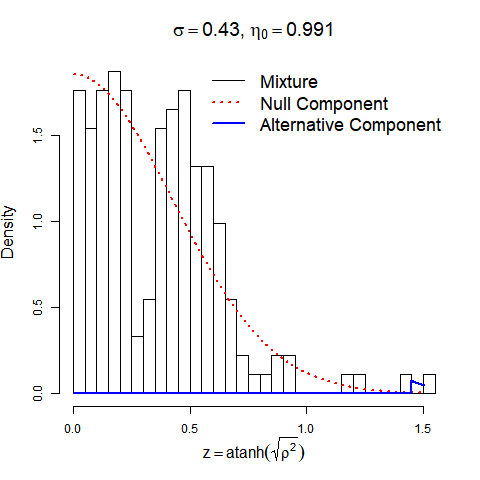 σ = 0.43, η₀ = 0.991
Mixture
Null Component
Alternative Component
Density
0.0
0.5
1.0
1.5
0.0
0.5
1.0
1.5
z = atanh(√ρ²)